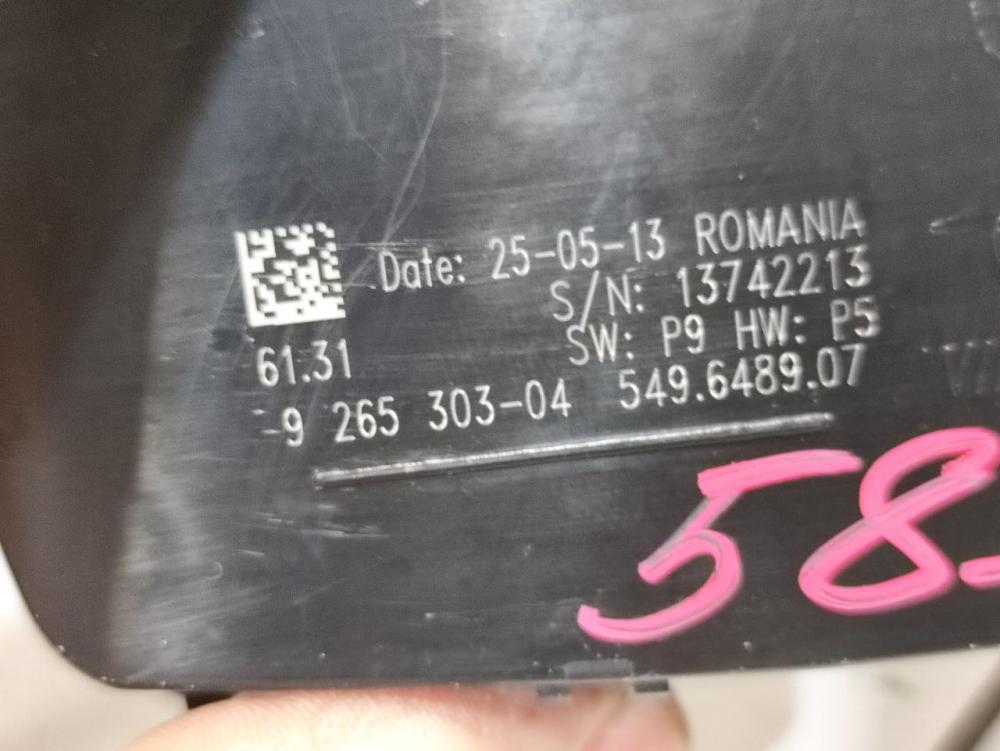 Date: 25-05-13 ROMANIA
S/N: 13742213
SW: P9 HW: P5
61.31
-9 265 303-04 549.6489.07
58